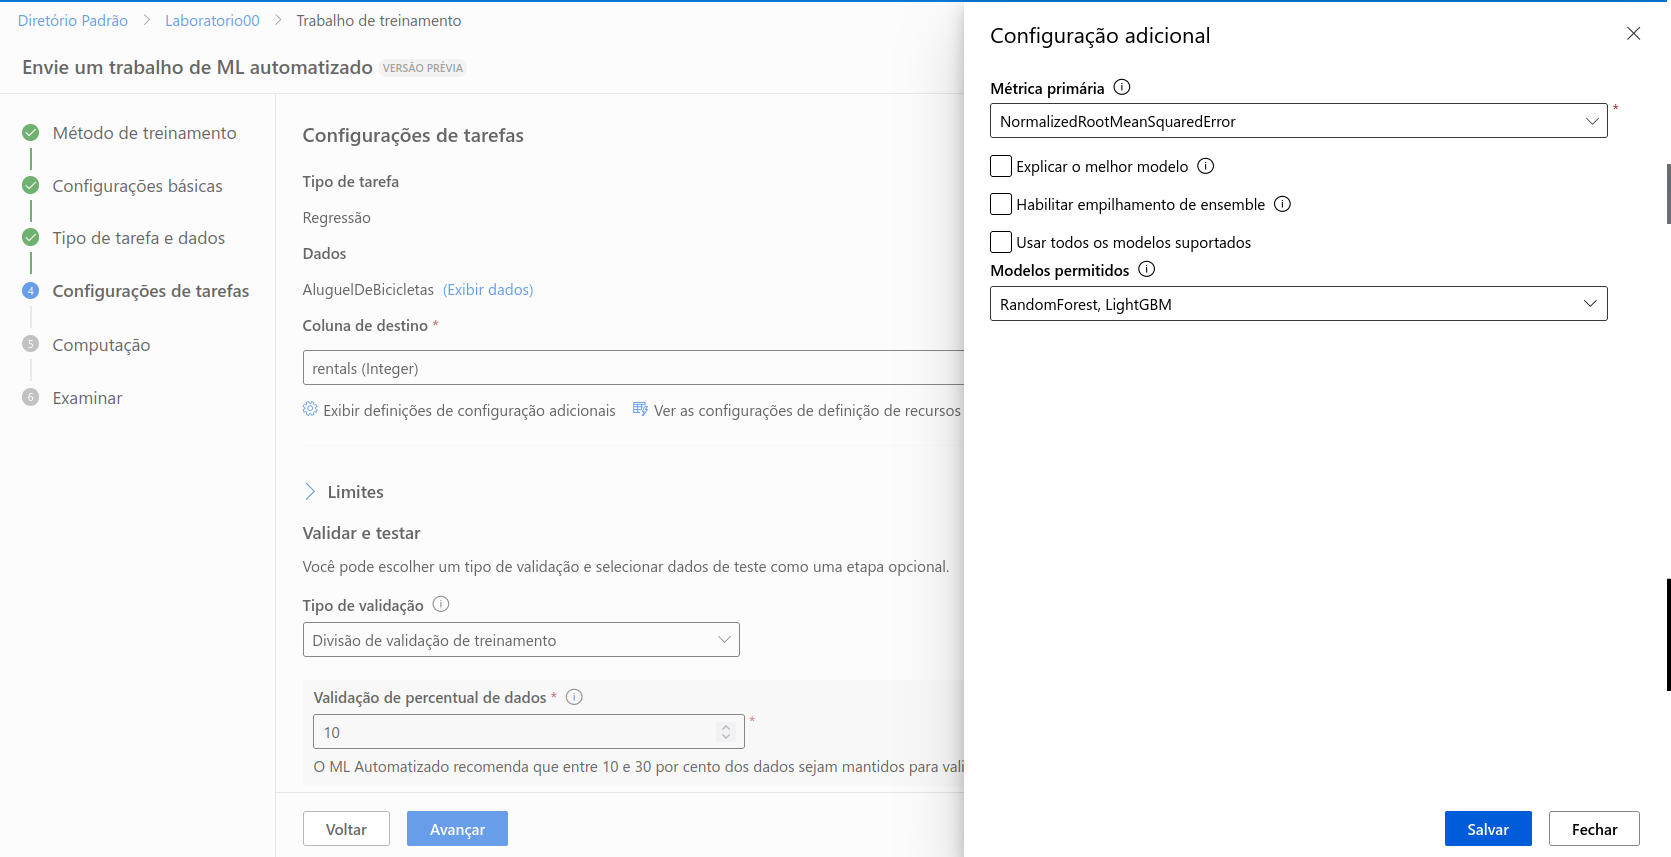 Diretório Padrão > Laboratorio00 > Trabalho de treinamento
Envie um trabalho de ML automatizado VERSÃO PRÉVIA
Método de treinamento
Configurações básicas
Tipo de tarefa e dados
4 Configurações de tarefas
5 Computação
6 Examinar
Configurações de tarefas
Tipo de tarefa
Regressão
Dados
AluguelDeBicicletas (Exibir dados)
Coluna de destino *
rentals (Integer)
Exibir definições de configuração adicionais Ver as configurações de definição de recursos
Limites
Validar e testar
Você pode escolher um tipo de validação e selecionar dados de teste como uma etapa opcional.
Tipo de validação
Divisão de validação de treinamento
Validação de percentual de dados *
10 *
O ML Automatizado recomenda que entre 10 e 30 por cento dos dados sejam mantidos para vali
Voltar Avançar
Configuração adicional
Métrica primária
NormalizedRootMeanSquaredError *
Explicar o melhor modelo
Habilitar empilhamento de ensemble
Usar todos os modelos suportados
Modelos permitidos
RandomForest, LightGBM
Salvar Fechar